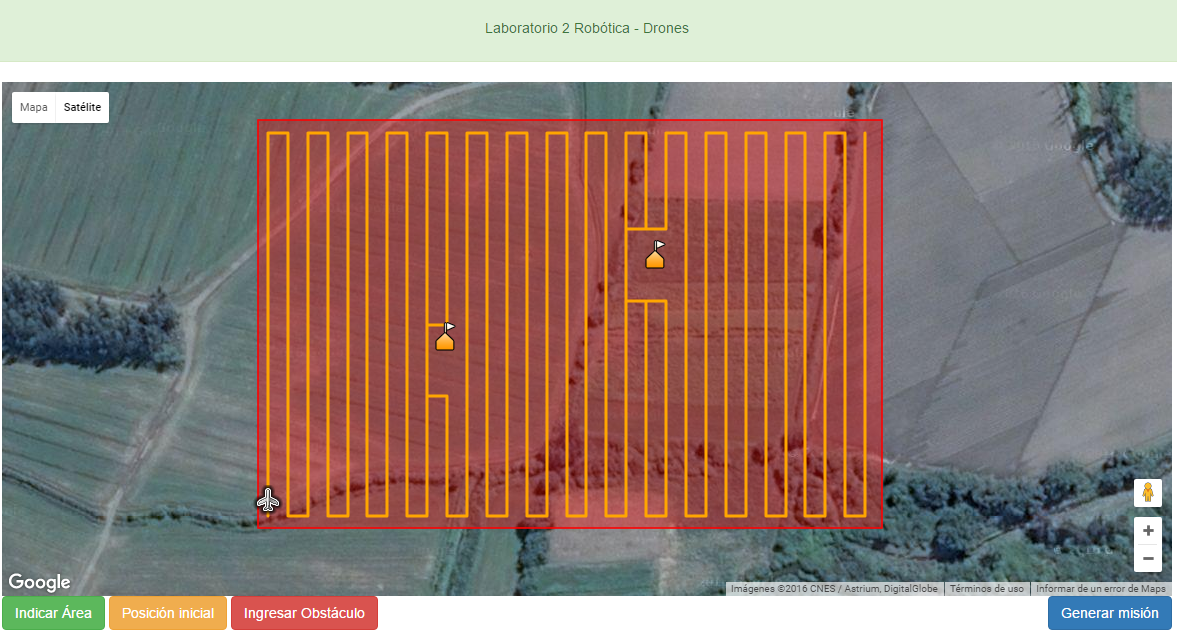 Laboratorio 2 Robótica - Drones
Mapa Satélite
Google
Imágenes ©2016 CNES / Astrium, DigitalGlobe Términos de uso Informar de un error de Maps
Indicar Área Posición inicial Ingresar Obstáculo Generar misión